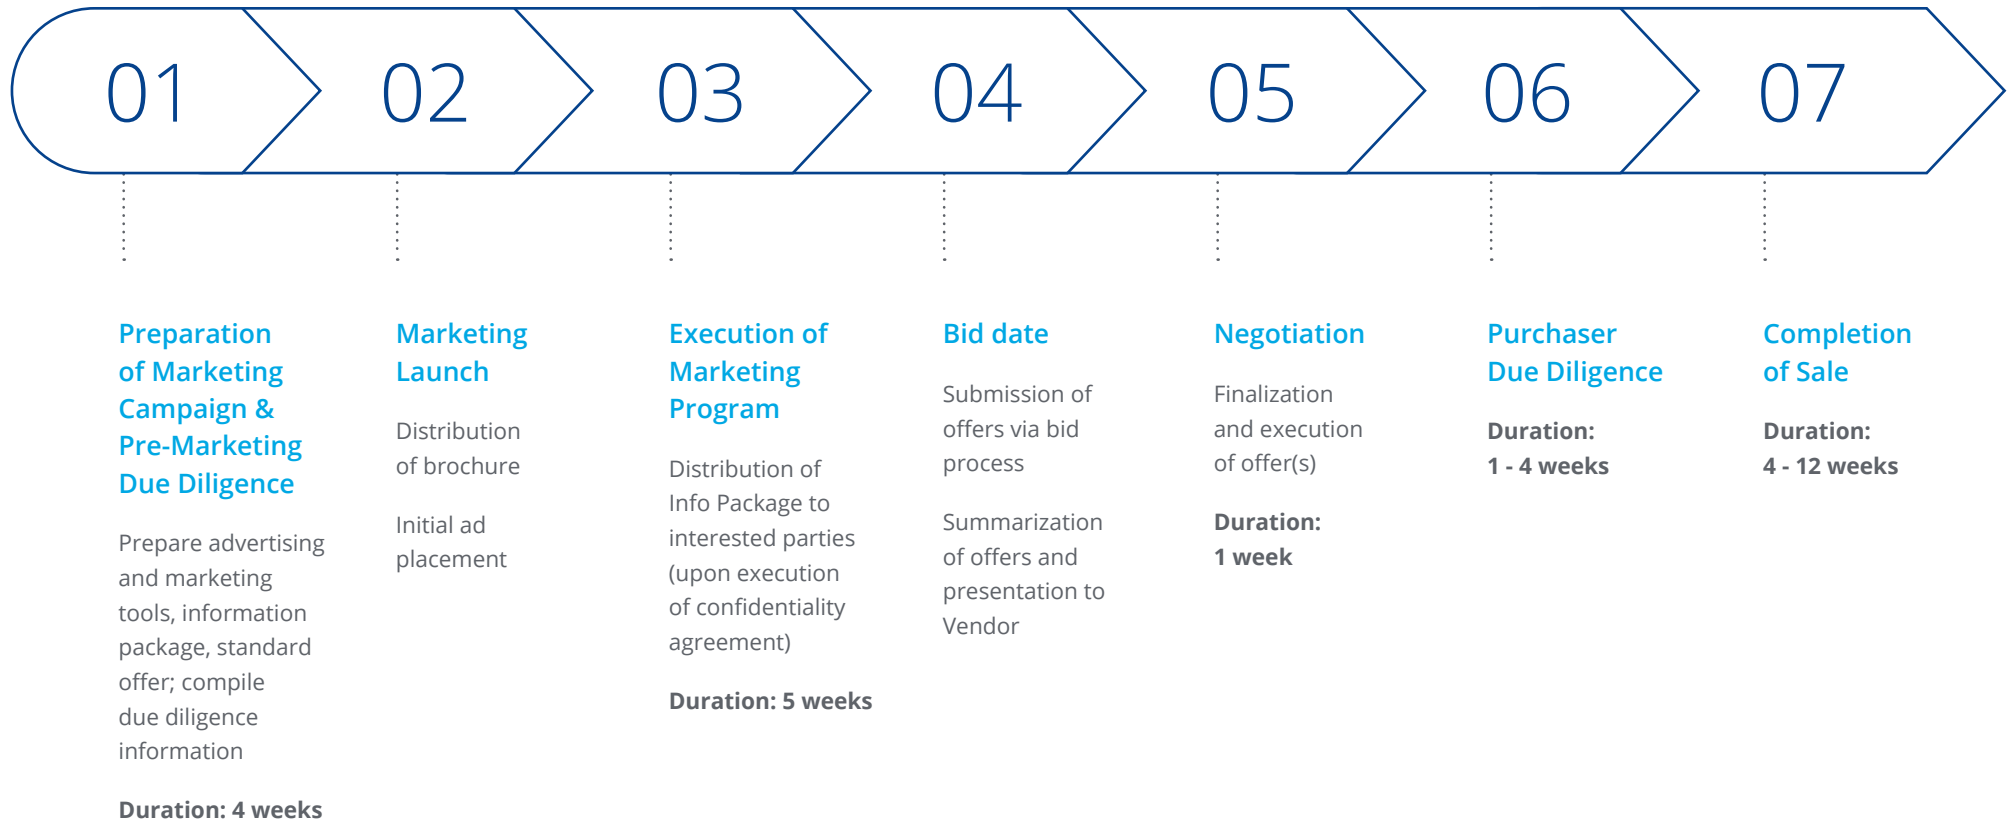 01
02
03
04
05
06
07
Preparation
of Marketing
Campaign &
Pre-Marketing
Due Diligence
Prepare advertising
and marketing
tools, information
package, standard
offer; compile
due diligence
information
Duration: 4 weeks
Marketing
Launch
Distribution
of brochure
Initial ad
placement
Execution of
Marketing
Program
Distribution of
Info Package to
interested parties
(upon execution
of confidentiality
agreement)
Duration: 5 weeks
Bid date
Submission of
offers via bid
process
Summarization
of offers and
presentation to
Vendor
Negotiation
Finalization
and execution
of offer(s)
Duration:
1 week
Purchaser
Due Diligence
Duration:
1 - 4 weeks
Completion
of Sale
Duration:
4 - 12 weeks